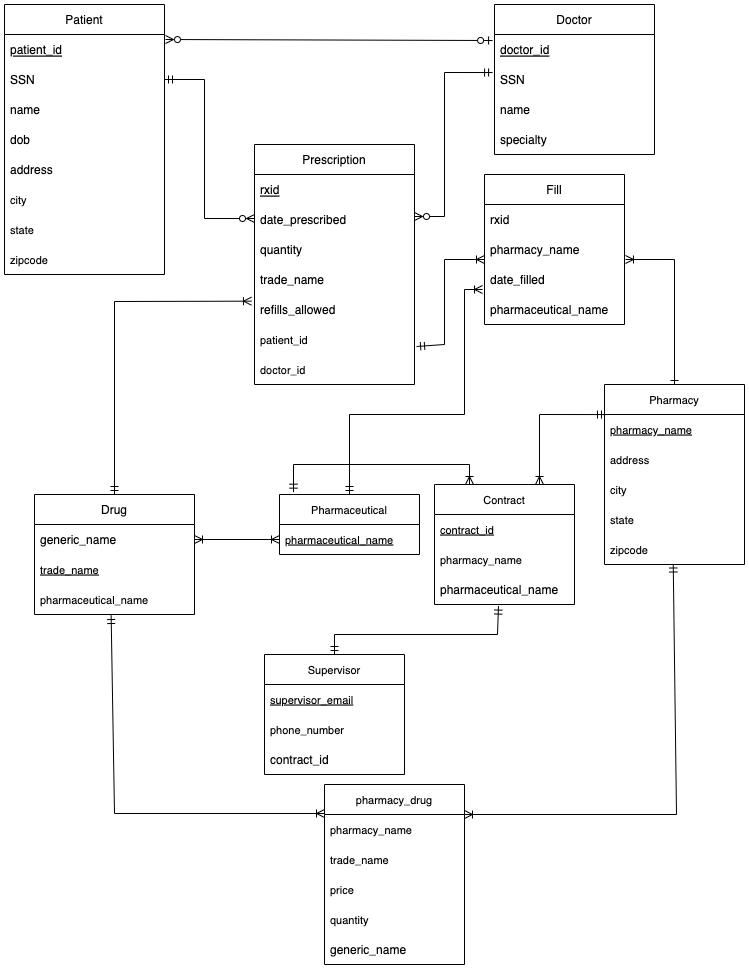 Patient
patient_id
SSN
name
dob
address
city
state
zipcode
Doctor
doctor_id
SSN
name
specialty
Prescription
rxid
date_prescribed
quantity
trade_name
refills_allowed
patient_id
doctor_id
Fill
rxid
pharmacy_name
date_filled
pharmaceutical_name
Pharmacy
pharmacy_name
address
city
state
zipcode
Drug
generic_name
trade_name
pharmaceutical_name
Pharmaceutical
pharmaceutical_name
Contract
contract_id
pharmacy_name
pharmaceutical_name
Supervisor
supervisor_email
phone_number
contract_id
pharmacy_drug
pharmacy_name
trade_name
price
quantity
generic_name